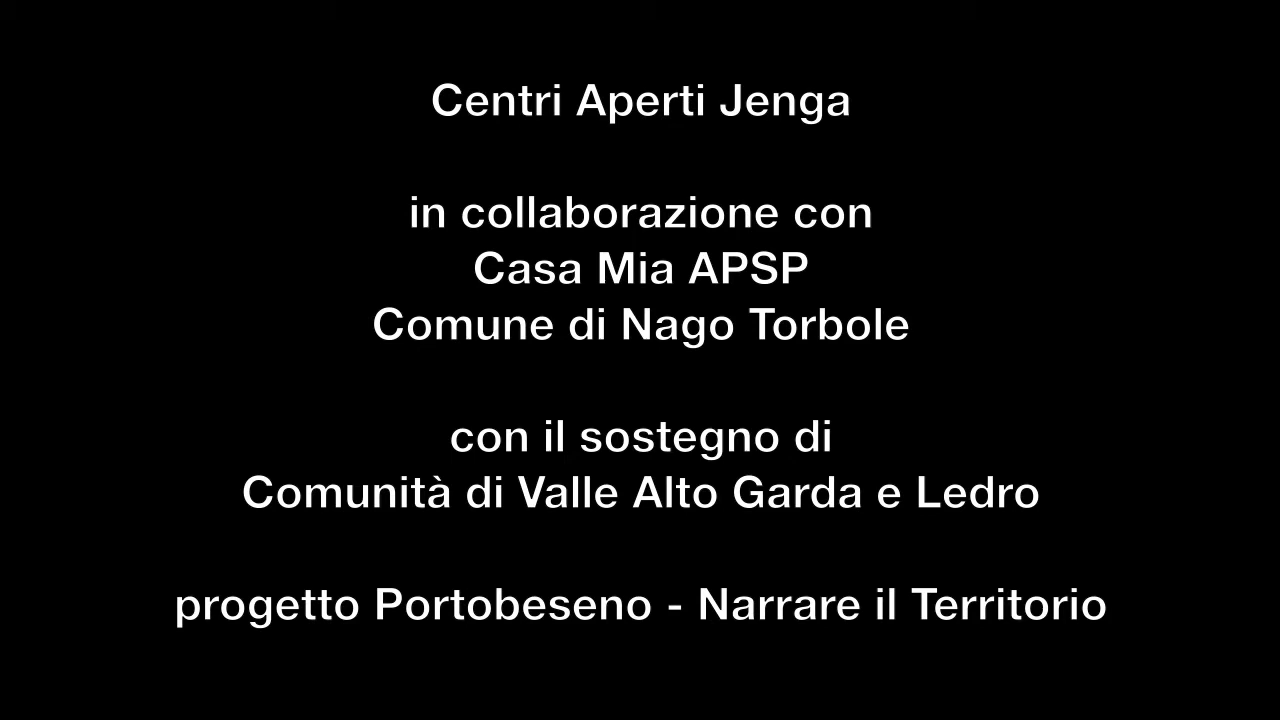 Centri Aperti Jenga
in collaborazione con
Casa Mia APSP
Comune di Nago Torbole
con il sostegno di
Comunità di Valle Alto Garda e Ledro
progetto Portobeseno - Narrare il Territorio